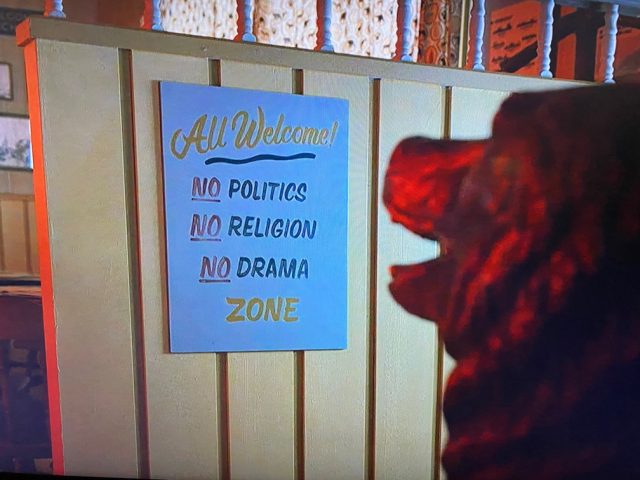 All Welcome!
NO POLITICS
NO RELIGION
NO DRAMA
ZONE